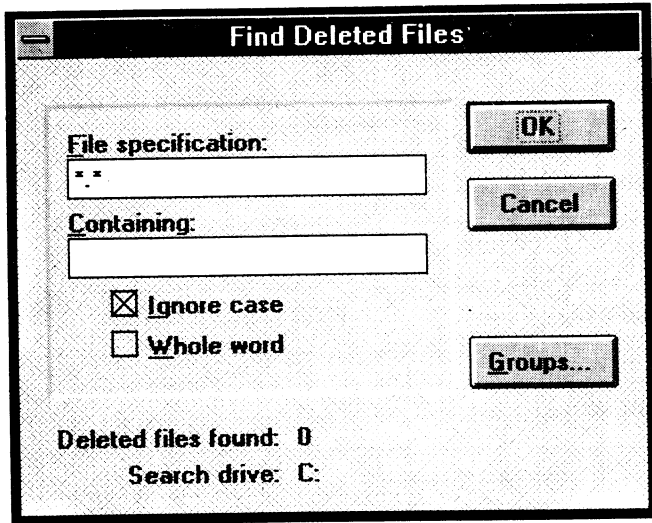 Find Deleted Files
File specification:
*.*
OK
Containing:
Cancel
Ignore case
Whole word
Groups...
Deleted files found: 0
Search drive: C: